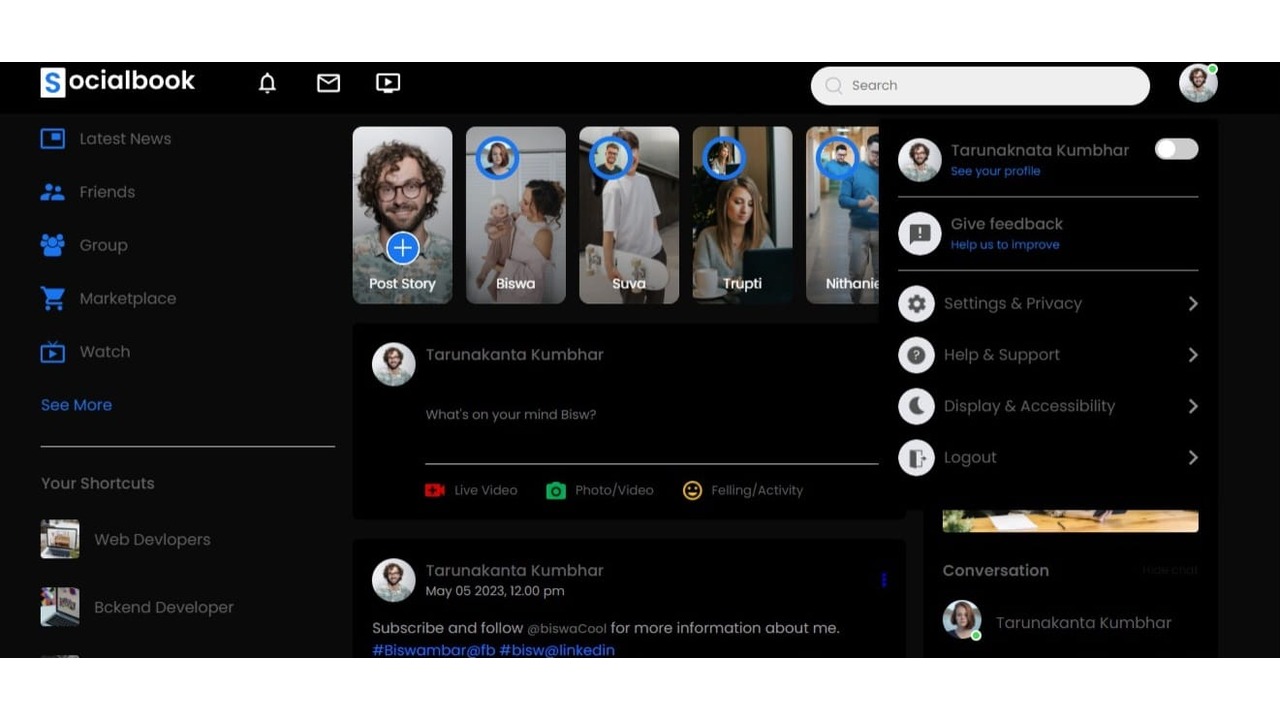 Socialbook
Search
Latest News
Friends
Group
Marketplace
Watch
See More
Your Shortcuts
Web Devlopers
Bckend Developer
Post Story
Biswa
Suva
Trupti
Nithanie
Tarunakanta Kumbhar
What's on your mind Bisw?
Live Video
Photo/Video
Felling/Activity
Tarunakanta Kumbhar
May 05 2023, 12.00 pm
Subscribe and follow @biswaCool for more information about me.
#Biswambar@fb #bisw@linkedin
Tarunaknata Kumbhar
See your profile
Give feedback
Help us to improve
Settings & Privacy
Help & Support
Display & Accessibility
Logout
Conversation
Hide chat
Tarunakanta Kumbhar